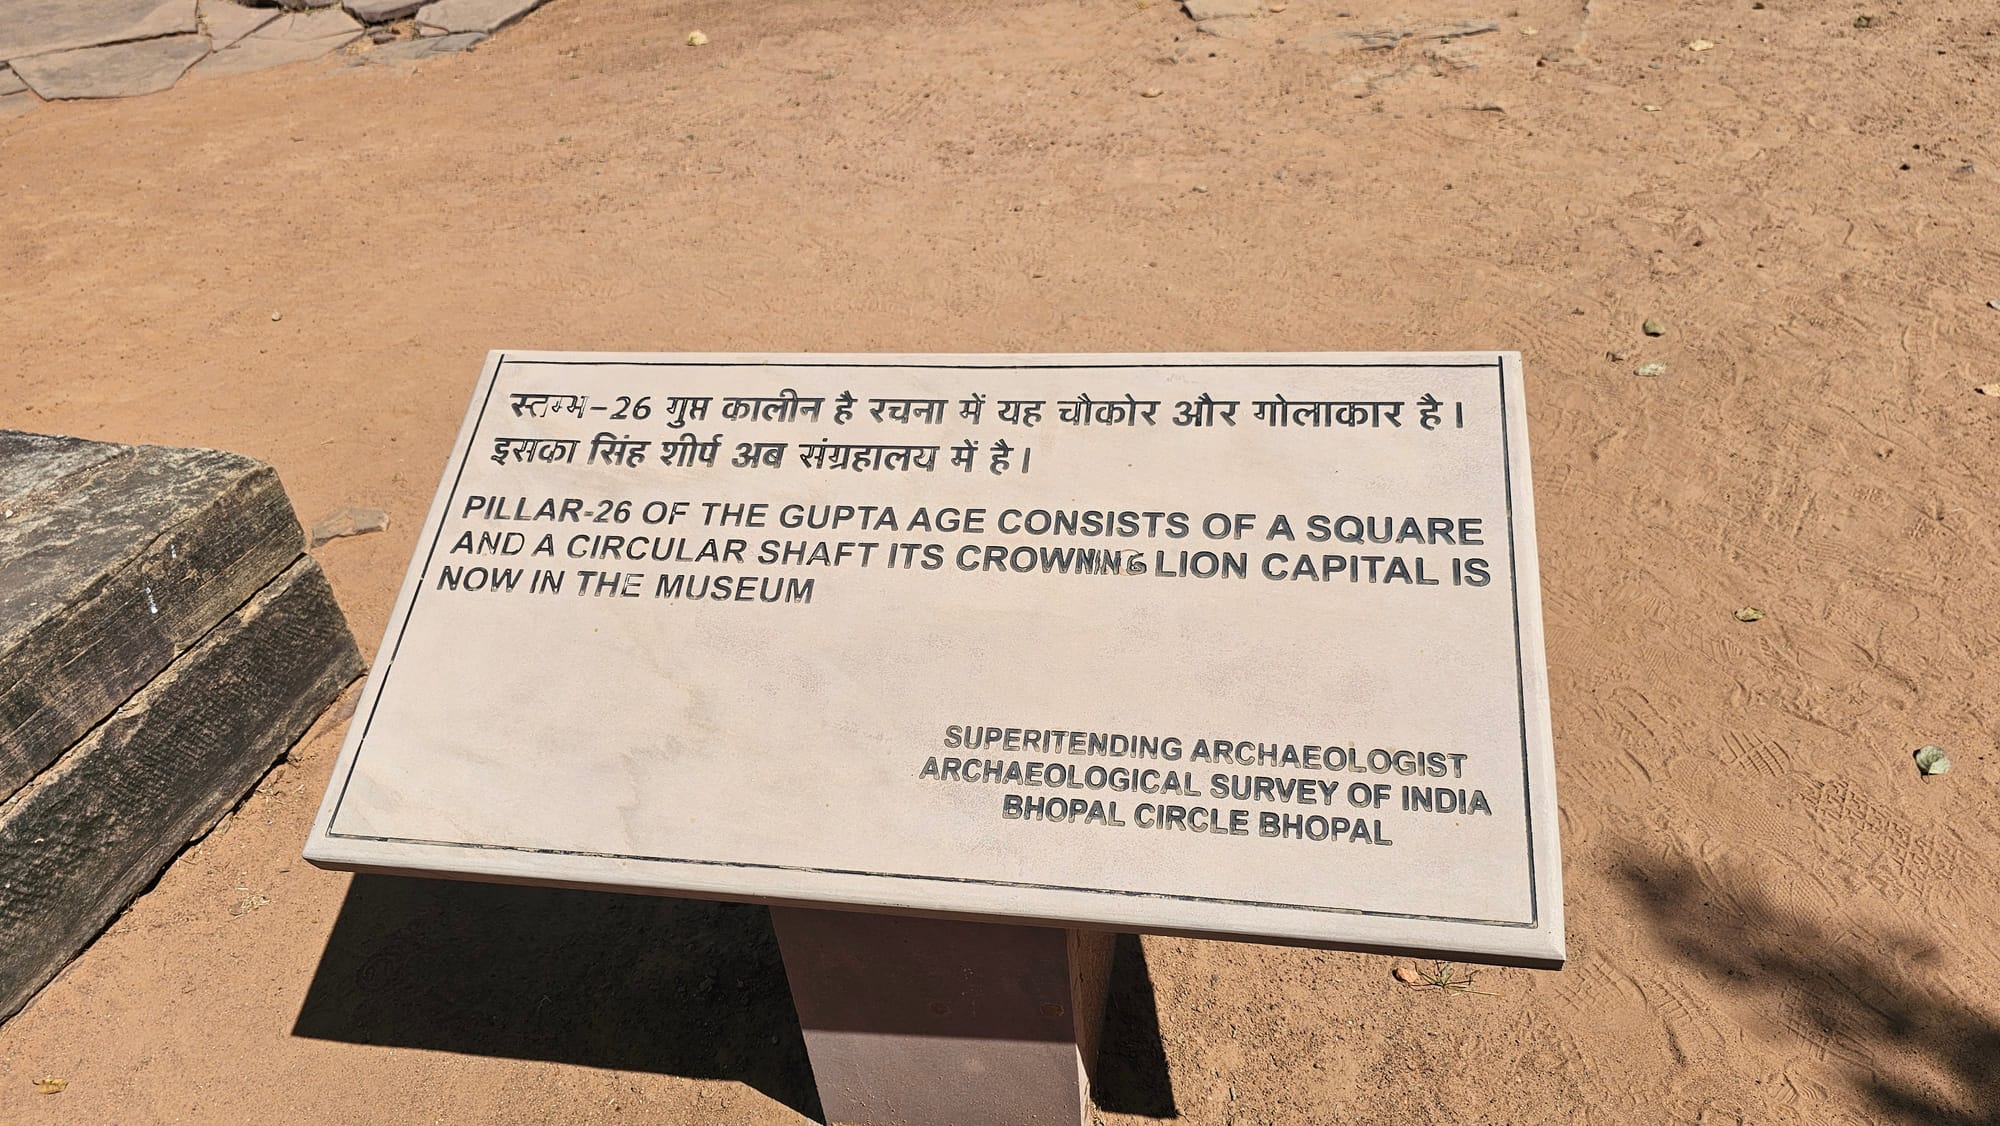 स्तम्भ-26 गुप्त कालीन है रचना में यह चौकोर और गोलाकार है।
इसका सिंह शीर्ष अब संग्रहालय में है।
PILLAR-26 OF THE GUPTA AGE CONSISTS OF A SQUARE
AND A CIRCULAR SHAFT ITS CROWNING LION CAPITAL IS
NOW IN THE MUSEUM
SUPERITENDING ARCHAEOLOGIST
ARCHAEOLOGICAL SURVEY OF INDIA
BHOPAL CIRCLE BHOPAL